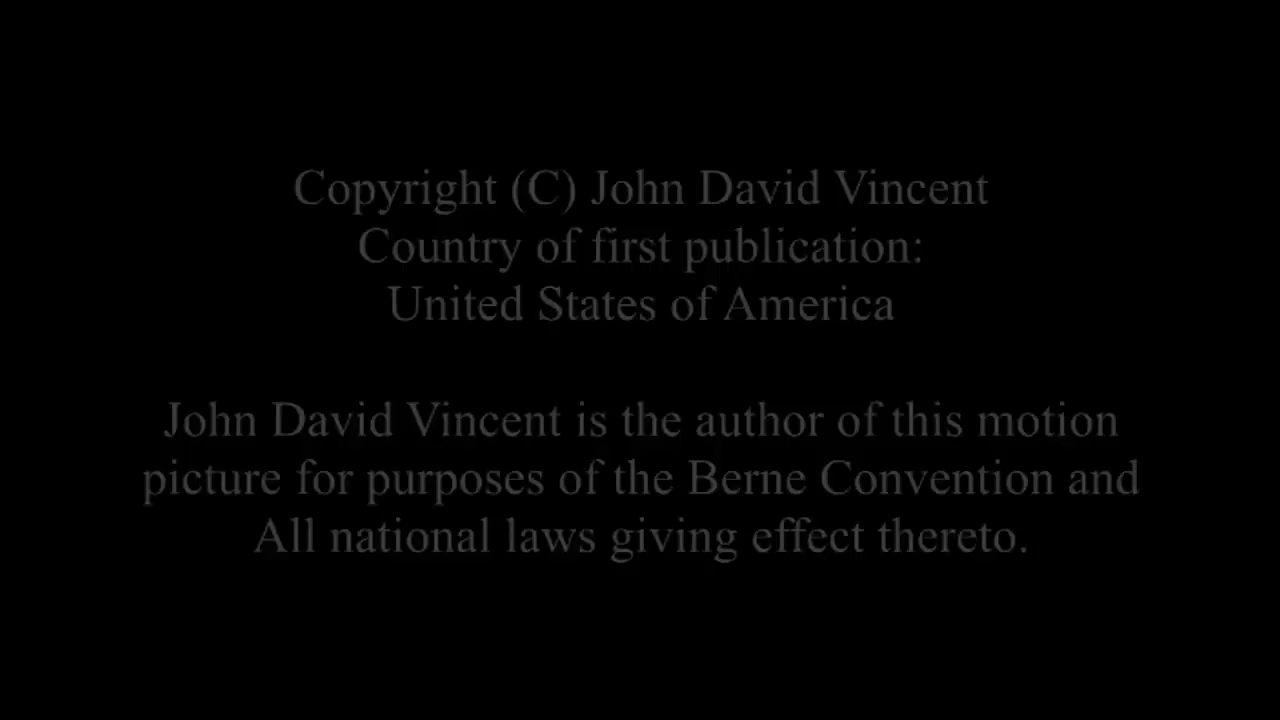 Copyright (C) John David Vincent
Country of first publication:
United States of America
John David Vincent is the author of this motion
picture for purposes of the Berne Convention and
All national laws giving effect thereto.